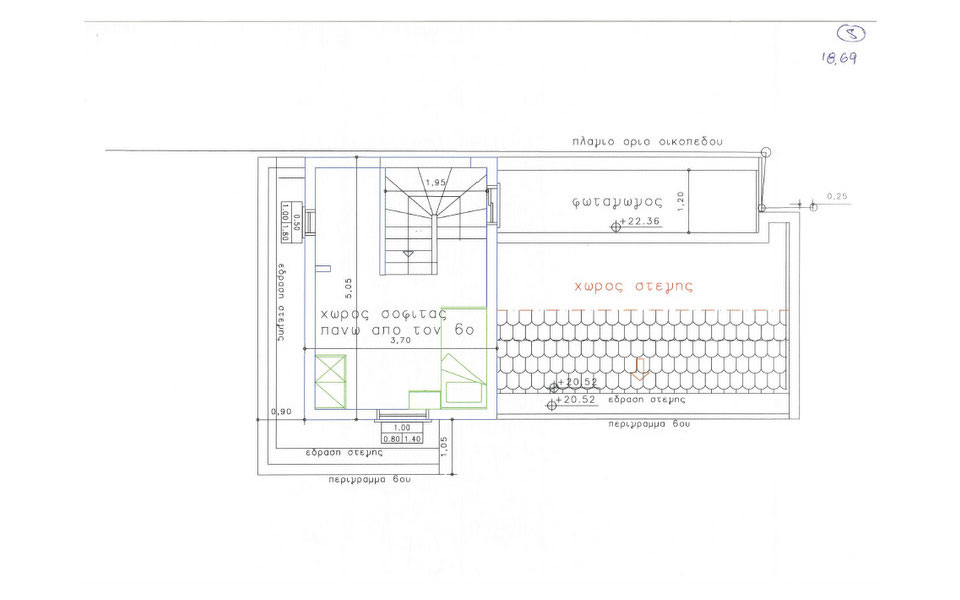 8
18,69
πλαγιο οριο οικοπεδου
0,25
1,95
1,20
φωταγωγος
+22.36
0.50
1.00 1.80
εδραση στεγης
5,05
χωρος στεγης
χωρος σοφιτας
πανω απο τον 6ο
3,70
+20.52
+20.52
εδραση στεγης
0,90
1.00
0.80 1.40
περιγραμμα 6ου
1,05
εδραση στεγης
περιγραμμα 6ου